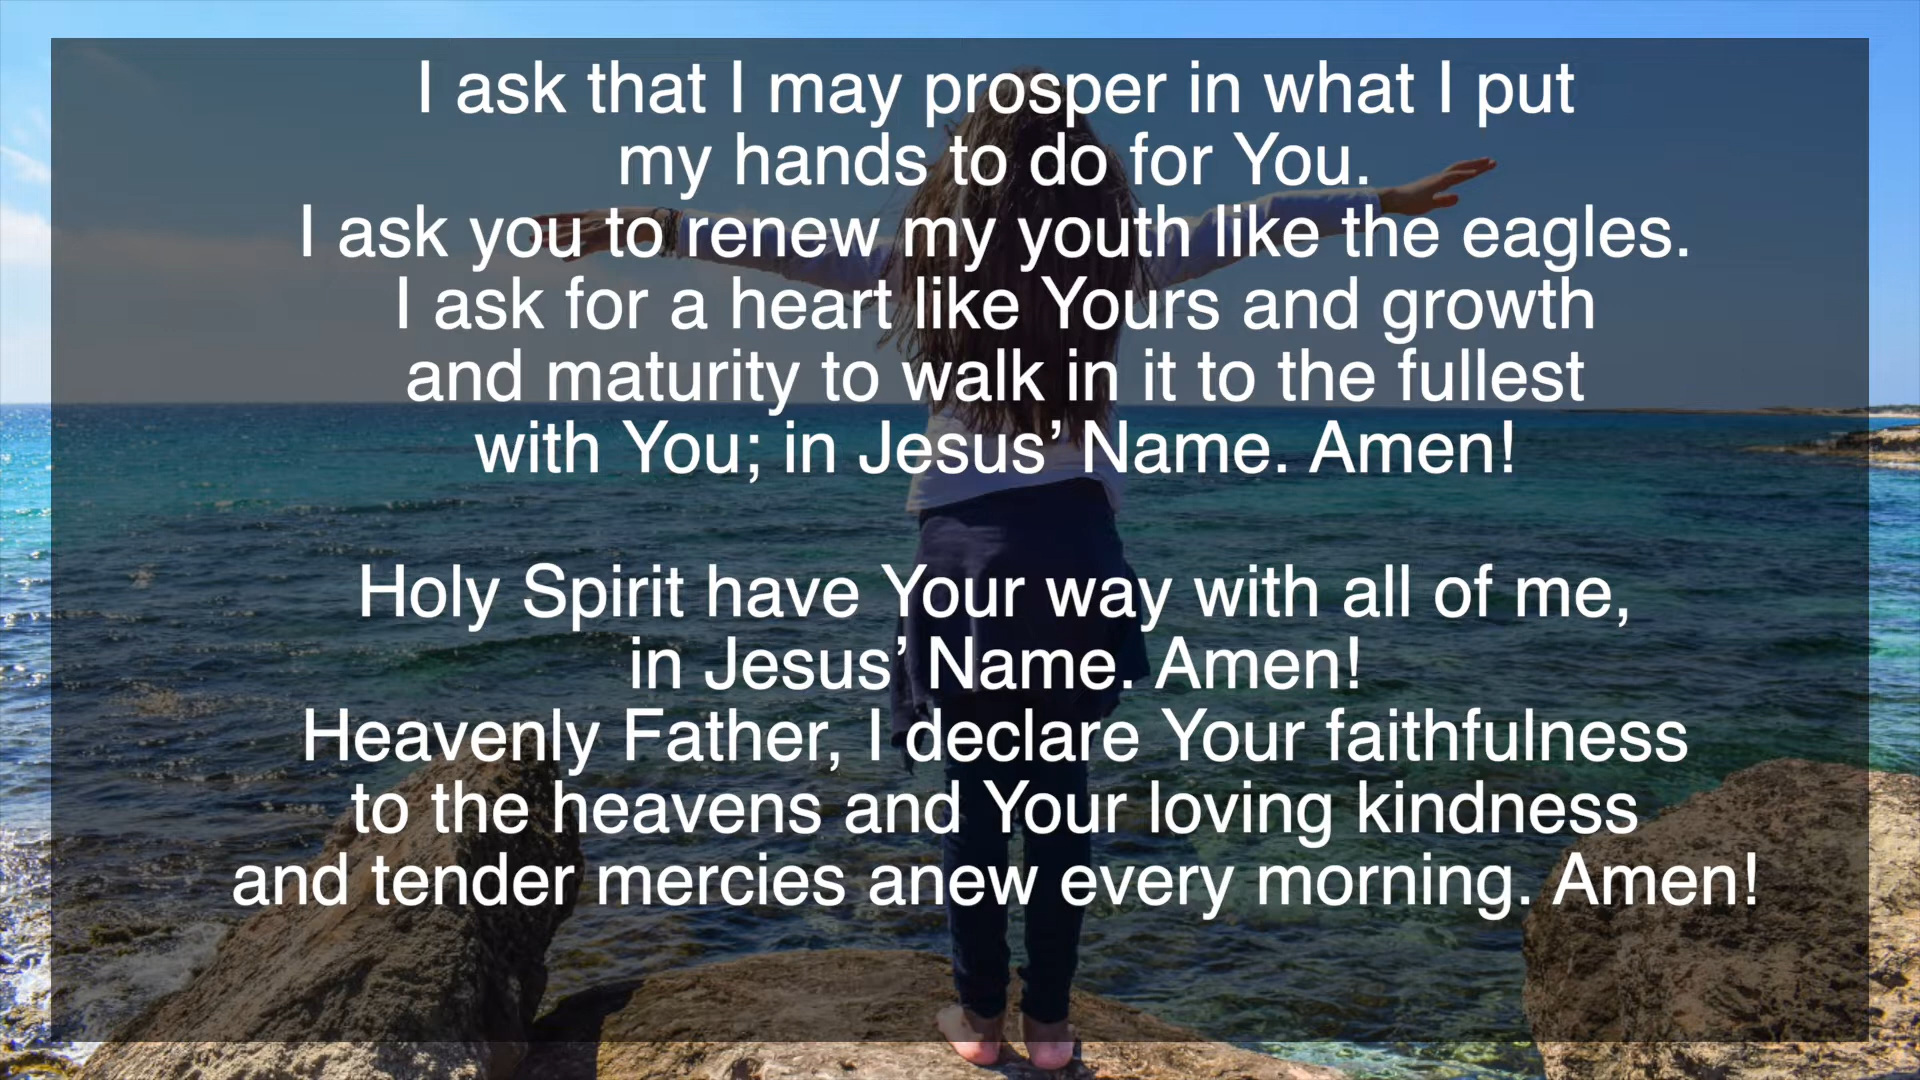 I ask that I may prosper in what I put
my hands to do for You.
I ask you to renew my youth like the eagles.
I ask for a heart like Yours and growth
and maturity to walk in it to the fullest
with You; in Jesus’ Name. Amen!
Holy Spirit have Your way with all of me,
in Jesus’ Name. Amen!
Heavenly Father, I declare Your faithfulness
to the heavens and Your loving kindness
and tender mercies anew every morning. Amen!